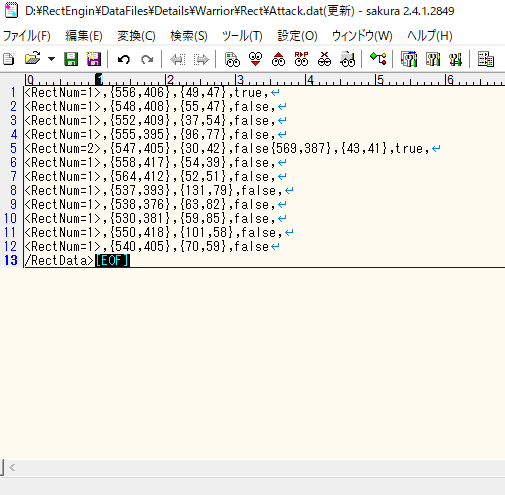 D:¥RectEngin¥DataFiles¥Details¥Warrior¥Rect¥Attack.dat(更新) - sakura 2.4.1.2849
ファイル(F) 編集(E) 変換(C) 検索(S) ツール(T) 設定(O) ウィンドウ(W) ヘルプ(H)
0 1 2 3 4 5 6
1 <RectNum=1>,{556,406},{49,47},true,
2 <RectNum=1>,{548,408},{55,47},false,
3 <RectNum=1>,{552,409},{37,54},false,
4 <RectNum=1>,{555,395},{96,77},false,
5 <RectNum=2>,{547,405},{30,42},false{569,387},{43,41},true,
6 <RectNum=1>,{558,417},{54,39},false,
7 <RectNum=1>,{564,412},{52,51},false,
8 <RectNum=1>,{537,393},{131,79},false,
9 <RectNum=1>,{538,376},{63,82},false,
10 <RectNum=1>,{530,381},{59,85},false,
11 <RectNum=1>,{550,418},{101,58},false,
12 <RectNum=1>,{540,405},{70,59},false
13 /RectData>[EOF]